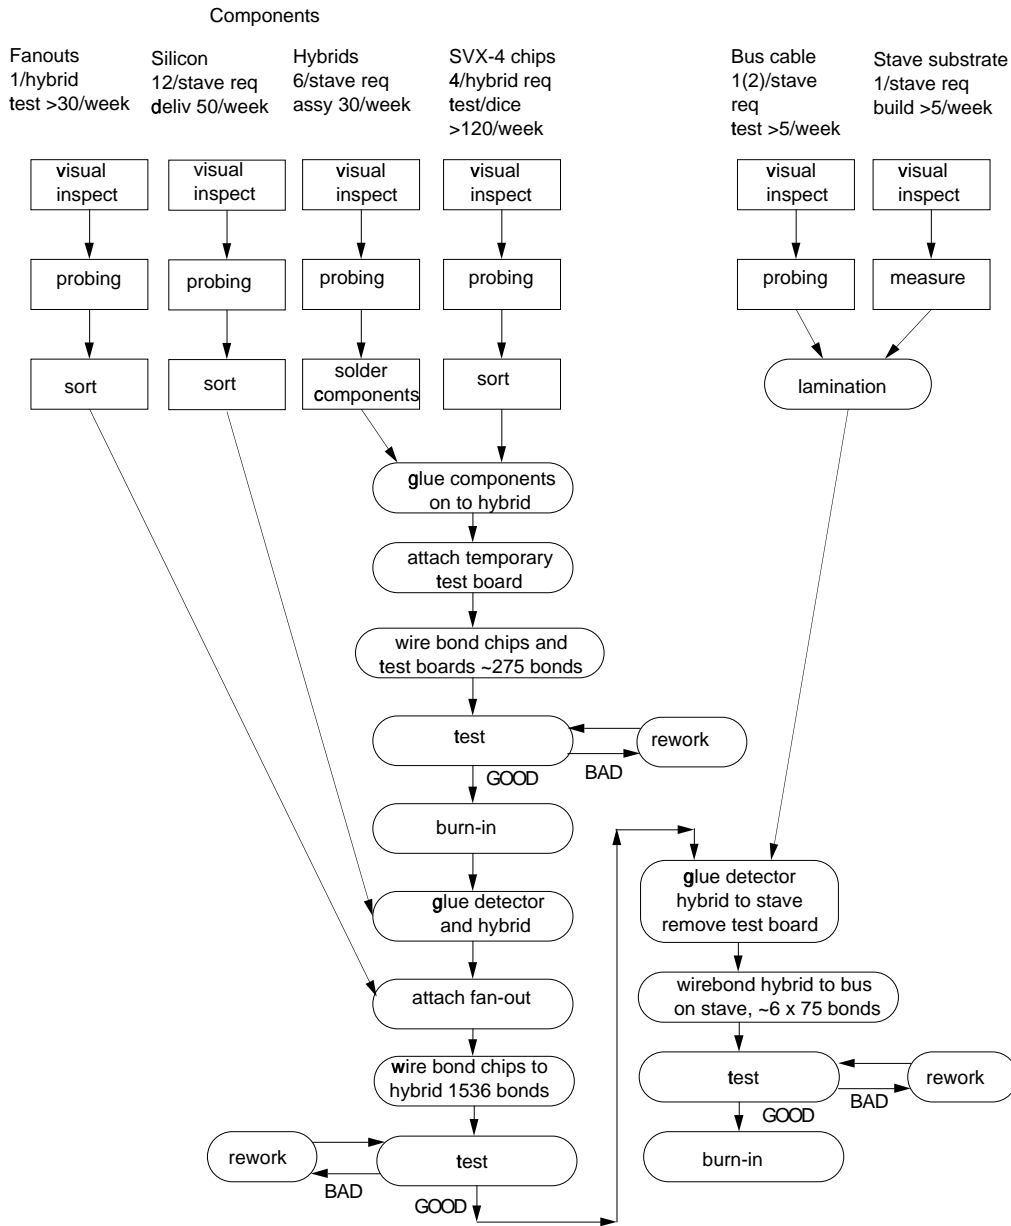 Components
Fanouts
1/hybrid
test >30/week
Silicon
12/stave req
deliv 50/week
Hybrids
6/stave req
assy 30/week
SVX-4 chips
4/hybrid req
test/dice
>120/week
Bus cable
1(2)/stave
req
test >5/week
Stave substrate
1/stave req
build >5/week
visual
inspect
visual
inspect
visual
inspect
visual
inspect
visual
inspect
visual
inspect
probing
probing
probing
probing
probing
measure
sort
sort
solder
components
sort
lamination
glue components
on to hybrid
attach temporary
test board
wire bond chips and
test boards ~275 bonds
test
rework
GOOD
BAD
burn-in
glue detector
and hybrid
attach fan-out
wire bond chips to
hybrid 1536 bonds
rework
test
BAD
GOOD
glue detector
hybrid to stave
remove test board
wirebond hybrid to bus
on stave, ~6 x 75 bonds
test
rework
GOOD
BAD
burn-in